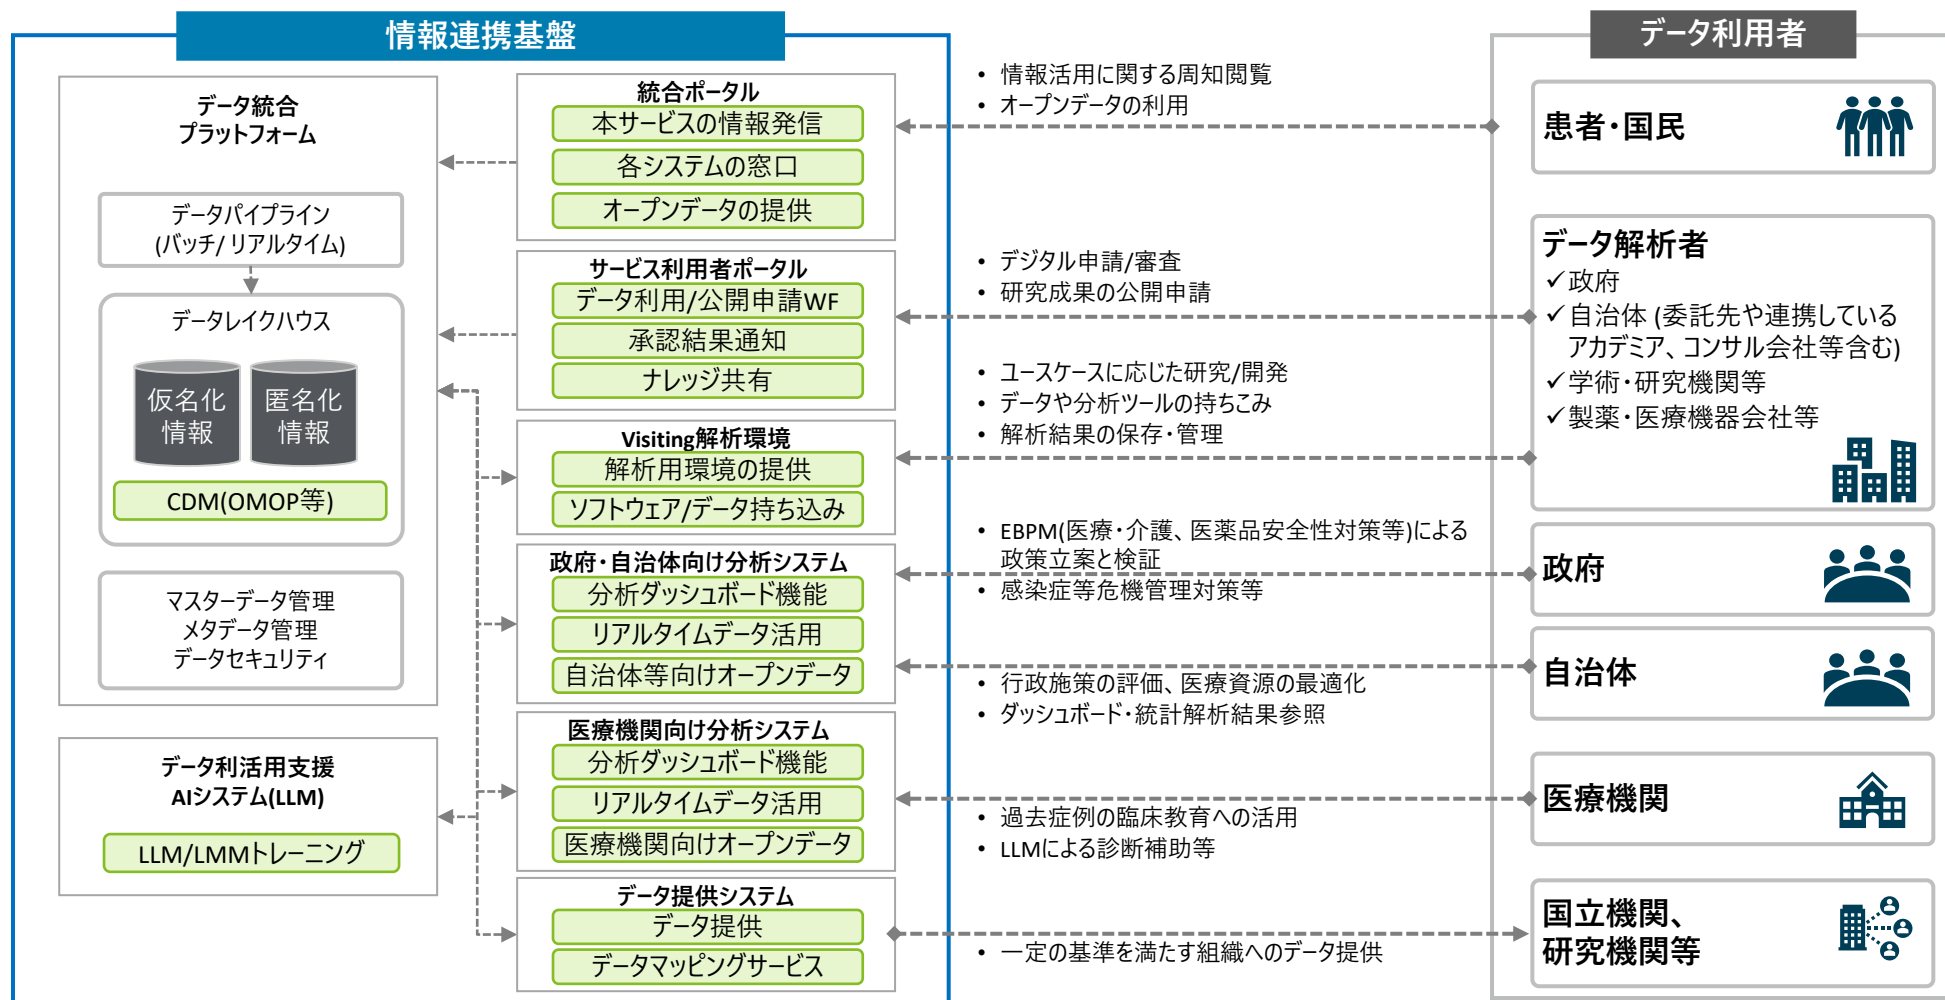 情報連携基盤
データ統合
プラットフォーム
データパイプライン
(バッチ/ リアルタイム)
データレイクハウス
仮名化
情報
匿名化
情報
CDM(OMOP等)
マスターデータ管理
メタデータ管理
データセキュリティ
データ利活用支援
AIシステム(LLM)
LLM/LMMトレーニング
統合ポータル
本サービスの情報発信
各システムの窓口
オープンデータの提供
サービス利用者ポータル
データ利用/公開申請WF
承認結果通知
ナレッジ共有
Visiting解析環境
解析用環境の提供
ソフトウェア/データ持ち込み
政府・自治体向け分析システム
分析ダッシュボード機能
リアルタイムデータ活用
自治体等向けオープンデータ
医療機関向け分析システム
分析ダッシュボード機能
リアルタイムデータ活用
医療機関向けオープンデータ
データ提供システム
データ提供
データマッピングサービス
• 情報活用に関する周知閲覧
• オープンデータの利用
• デジタル申請/審査
• 研究成果の公開申請
• ユースケースに応じた研究/開発
• データや分析ツールの持ちこみ
• 解析結果の保存・管理
• EBPM(医療・介護、医薬品安全性対策等)による
政策立案と検証
• 感染症等危機管理対策等
• 行政施策の評価、医療資源の最適化
• ダッシュボード・統計解析結果参照
• 過去症例の臨床教育への活用
• LLMによる診断補助等
• 一定の基準を満たす組織へのデータ提供
データ利用者
患者・国民
データ解析者
✓政府
✓自治体 (委託先や連携している
アカデミア、コンサル会社等含む)
✓学術・研究機関等
✓製薬・医療機器会社等
政府
自治体
医療機関
国立機関、
研究機関等